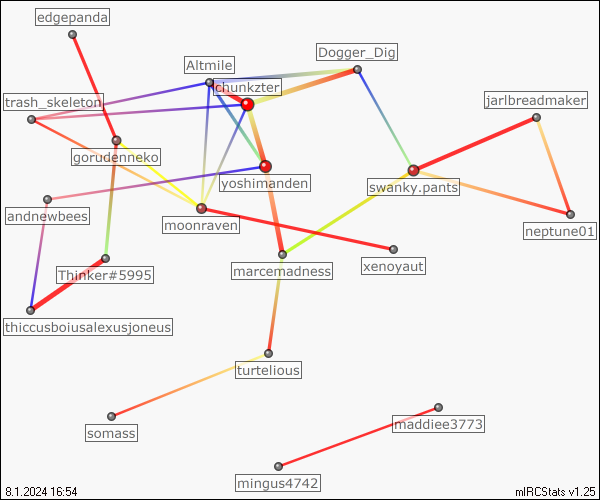 edgepanda
Dogger_Dig
Altmile
chunkzter
trash_skeleton
jarlbreadmaker
gorudenneko
yoshimanden
swanky.pants
andnewbees
moonraven
neptune01
xenoyaut
marcemadness
Thinker#5995
thiccusboiusalexusjoneus
turtelious
maddiee3773
somass
mingus4742
8.1.2024 16:54
mIRCStats v1.25